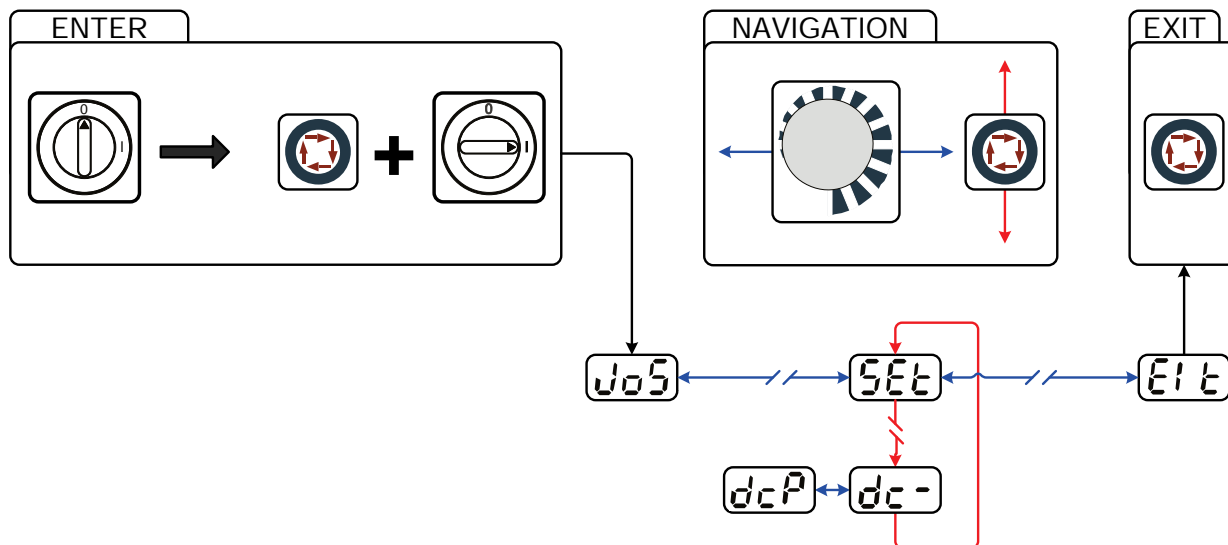 ENTER
NAVIGATION
EXIT
0
I
0
I
JoS
SEt
EIt
dcP
dc-